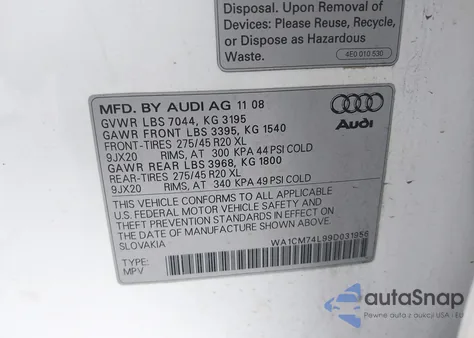 Disposal. Upon Removal of
Devices: Please Reuse, Recycle,
or Dispose as Hazardous
Waste.
4E0 010 530
MFD. BY AUDI AG 11 08
GVWR LBS 7044, KG 3195
GAWR FRONT LBS 3395, KG 1540
FRONT-TIRES 275/45 R20 XL
9JX20 RIMS, AT 300 KPA 44 PSI COLD
GAWR REAR LBS 3968, KG 1800
REAR-TIRES 275/45 R20 XL
9JX20 RIMS, AT 340 KPA 49 PSI COLD
Audi
THIS VEHICLE CONFORMS TO ALL APPLICABLE
U.S. FEDERAL MOTOR VEHICLE SAFETY AND
THEFT PREVENTION STANDARDS IN EFFECT ON
THE DATE OF MANUFACTURE SHOWN ABOVE.
SLOVAKIA
WA1CM74L99D031956
TYPE:
MPV
autoSnap
Pewne auta z dostawą z USA - EU